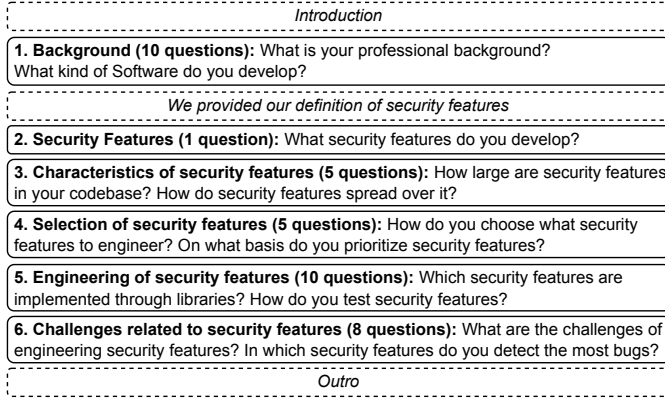 Introduction
1. Background (10 questions): What is your professional background?
What kind of Software do you develop?
We provided our definition of security features
2. Security Features (1 question): What security features do you develop?
3. Characteristics of security features (5 questions): How large are security features
in your codebase? How do security features spread over it?
4. Selection of security features (5 questions): How do you choose what security
features to engineer? On what basis do you prioritize security features?
5. Engineering of security features (10 questions): Which security features are
implemented through libraries? How do you test security features?
6. Challenges related to security features (8 questions): What are the challenges of
engineering security features? In which security features do you detect the most bugs?
Outro